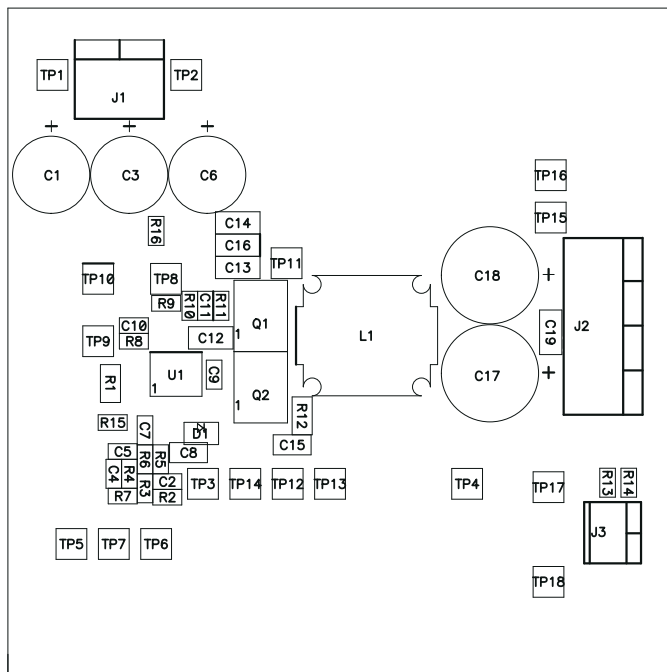 TP1
J1
TP2
+ + +
C1 C3 C6
TP16
TP15
R16
C14
C16
C13
TP11
TP10
TP8
R9
R10
C11
R11
C18 +
C10
R8
TP9
C12
Q1
1
L1
C19
J2
R1
U1
1
C9
Q2
1
C17 +
R15
C7
D1
R12
C15
C5
C4
R4
R6
R5
C8
R7
R3
C2
R2
TP3
TP14
TP12
TP13
TP4
TP17
R13
R14
J3
TP5
TP7
TP6
TP18